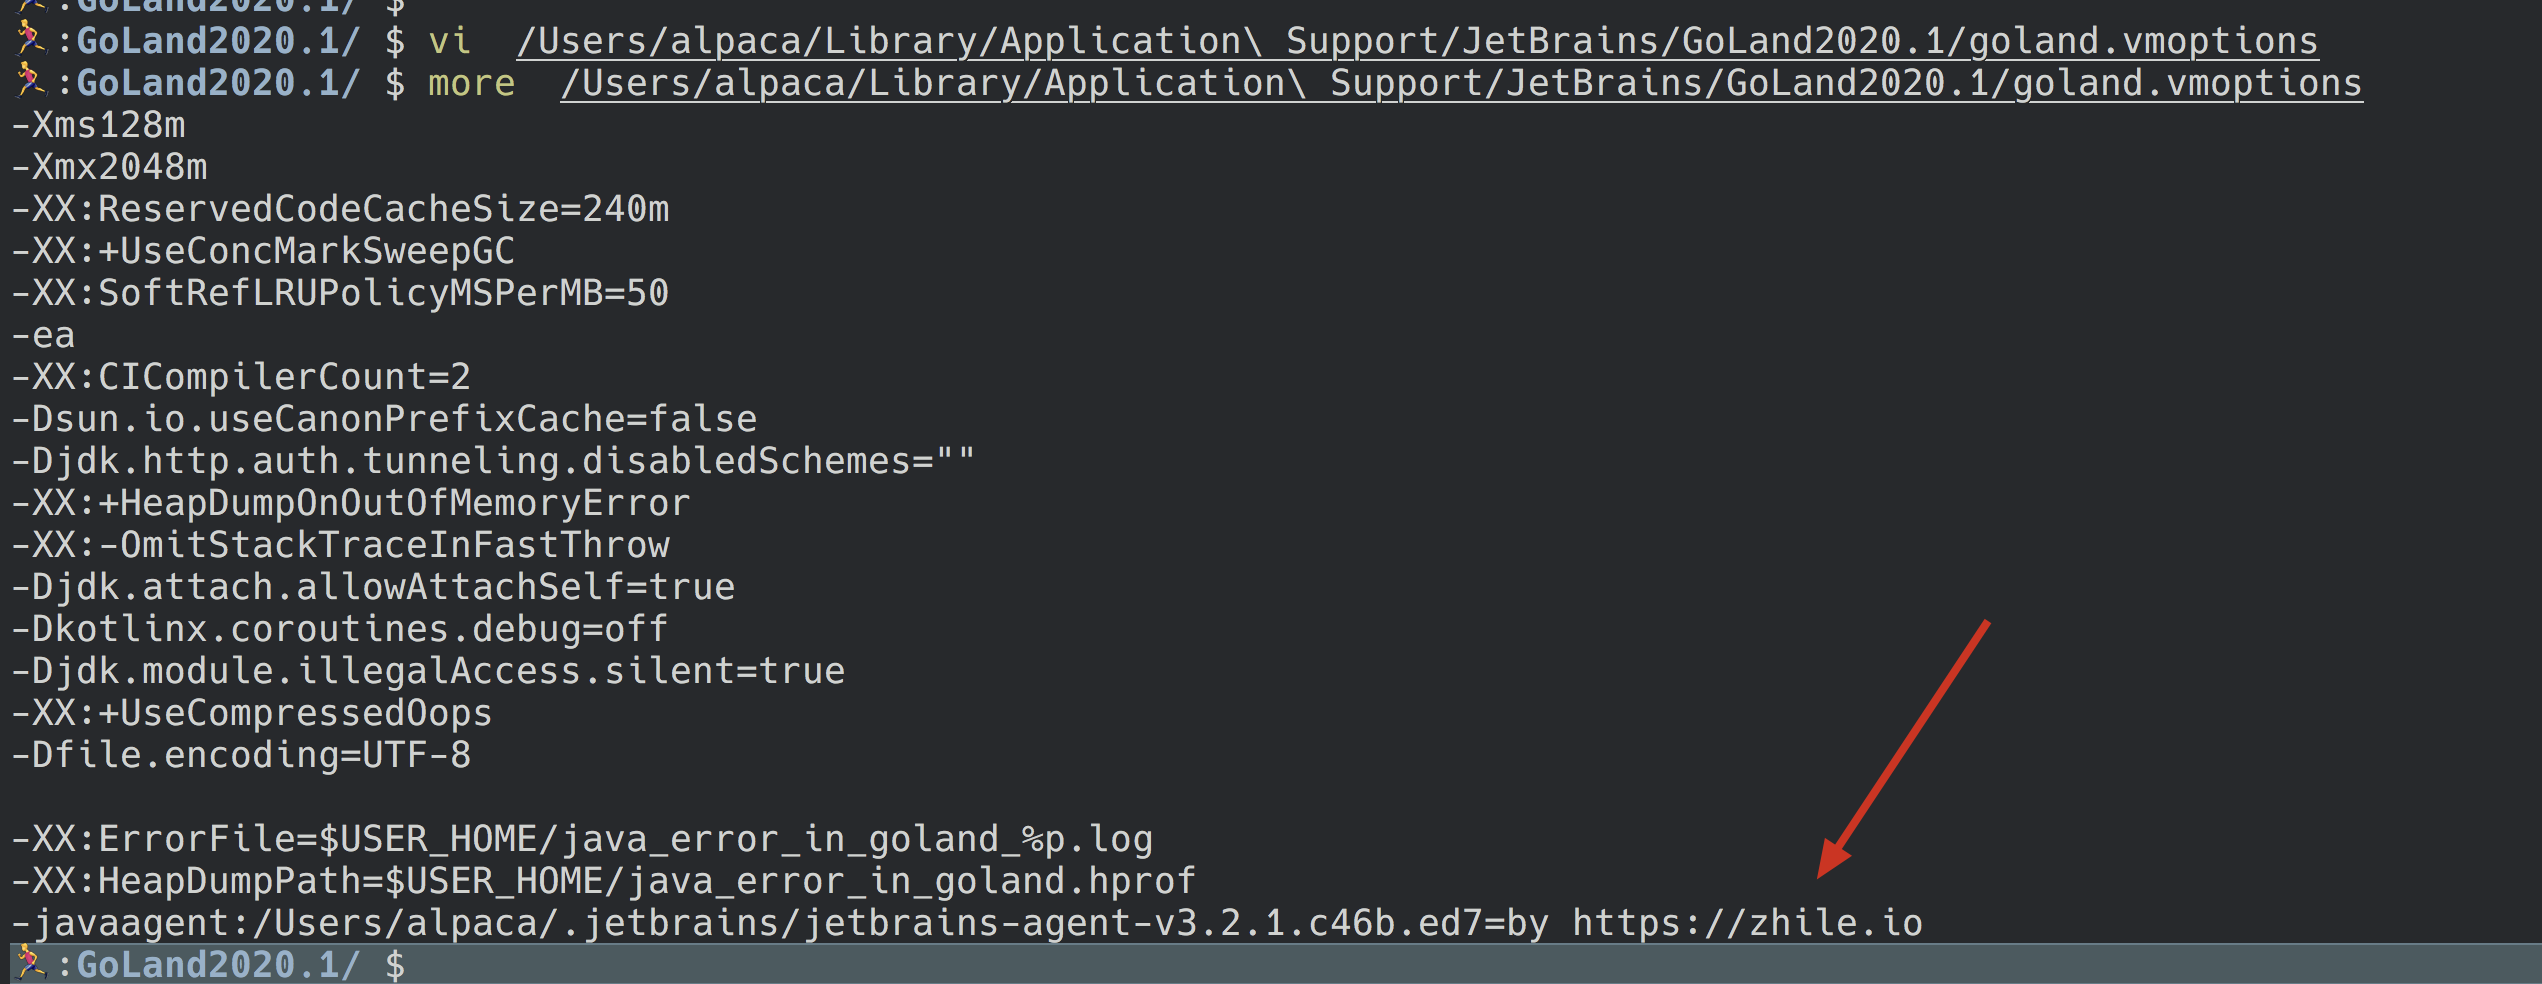 :GoLand2020.1/ $
:GoLand2020.1/ $ vi  /Users/alpaca/Library/Application\ Support/JetBrains/GoLand2020.1/goland.vmoptions
:GoLand2020.1/ $ more  /Users/alpaca/Library/Application\ Support/JetBrains/GoLand2020.1/goland.vmoptions
-Xms128m
-Xmx2048m
-XX:ReservedCodeCacheSize=240m
-XX:+UseConcMarkSweepGC
-XX:SoftRefLRUPolicyMSPerMB=50
-ea
-XX:CICompilerCount=2
-Dsun.io.useCanonPrefixCache=false
-Djdk.http.auth.tunneling.disabledSchemes=""
-XX:+HeapDumpOnOutOfMemoryError
-XX:-OmitStackTraceInFastThrow
-Djdk.attach.allowAttachSelf=true
-Dkotlinx.coroutines.debug=off
-Djdk.module.illegalAccess.silent=true
-XX:+UseCompressedOops
-Dfile.encoding=UTF-8
-XX:ErrorFile=$USER_HOME/java_error_in_goland_%p.log
-XX:HeapDumpPath=$USER_HOME/java_error_in_goland.hprof
-javaagent:/Users/alpaca/.jetbrains/jetbrains-agent-v3.2.1.c46b.ed7=by https://zhile.io
:GoLand2020.1/ $